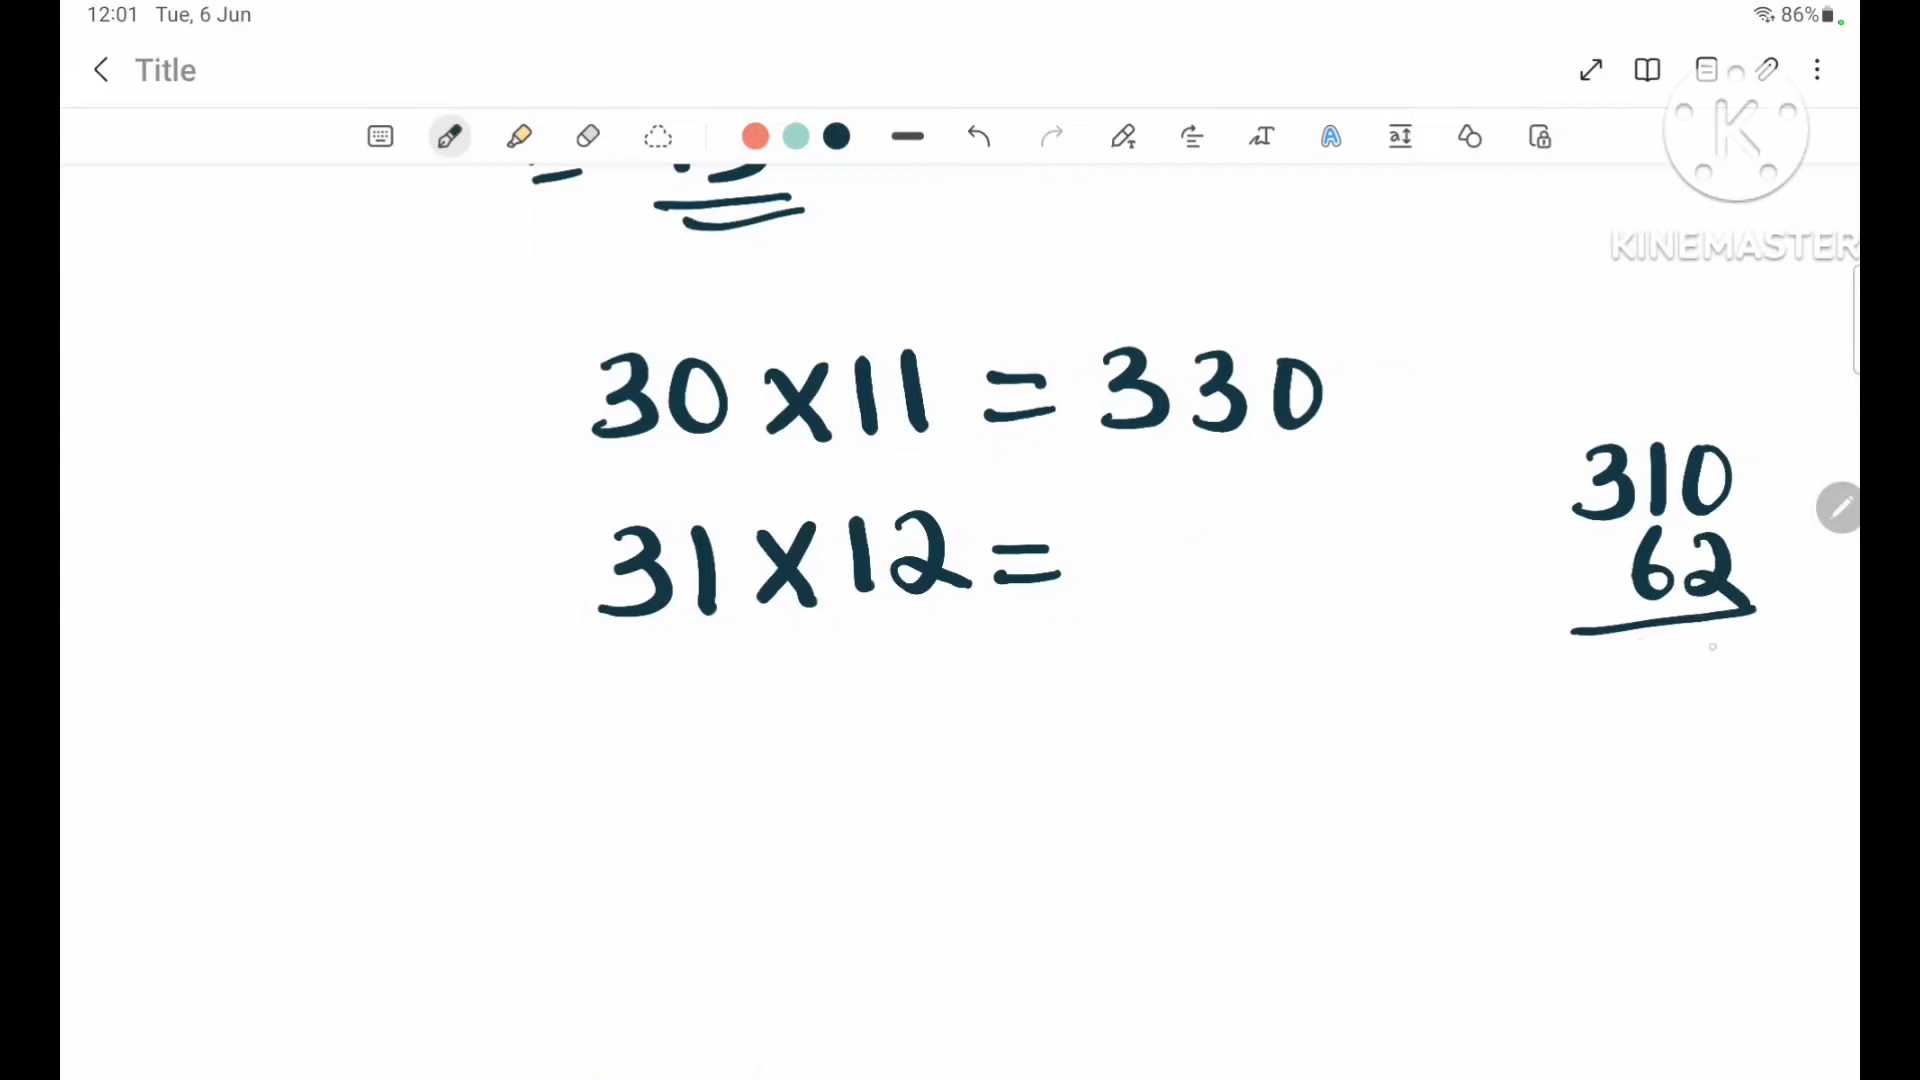 12:01 Tue, 6 Jun 86%
Title
KINEMASTER
30 x 11 = 330
31 x 12 =
310
62